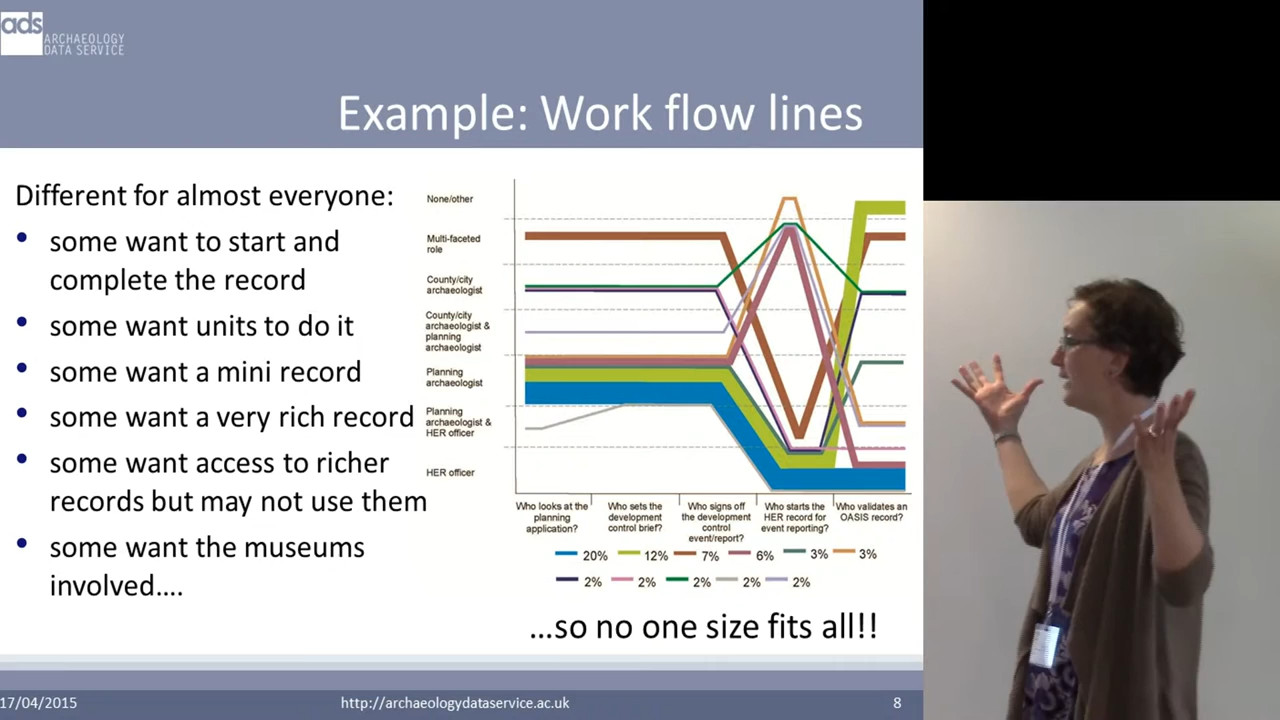 ads
ARCHAEOLOGY
DATA SERVICE
Example: Work flow lines
Different for almost everyone:
• some want to start and
complete the record
• some want units to do it
• some want a mini record
• some want a very rich record
• some want access to richer
records but may not use them
• some want the museums
involved….
None/other
Multi-faceted
role
County/city
archaeologist
County/city
archaeologist &
planning
archaeologist
Planning
archaeologist
Planning
archaeologist &
HER officer
HER officer
Who looks at the
planning
application?
Who sets the
development
control brief?
Who signs off
the development
control
event/report?
Who starts the
HER record for
event reporting?
Who validates an
OASIS record?
20% 12% 7% 6% 3% 3%
2% 2% 2% 2% 2%
…so no one size fits all!!
17/04/2015 http://archaeologydataservice.ac.uk 8